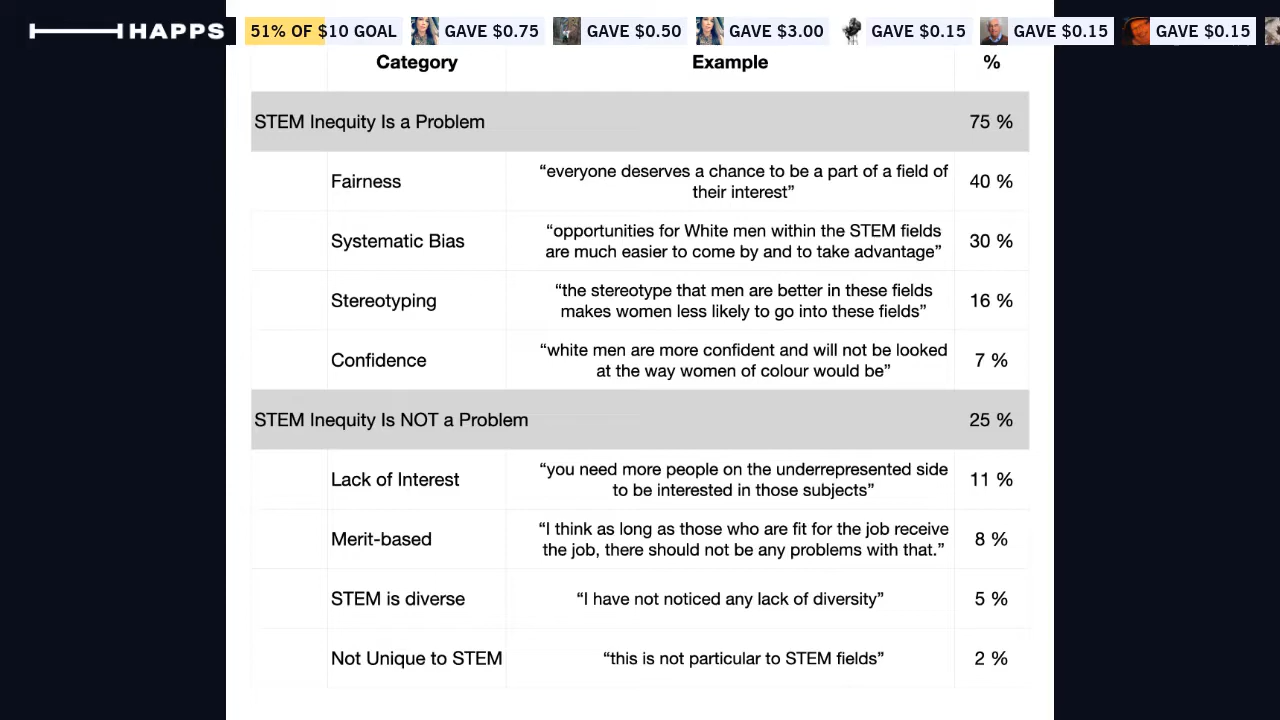 HAPPS 51% OF $10 GOAL GAVE $0.75 GAVE $0.50 GAVE $3.00 GAVE $0.15 GAVE $0.15 GAVE $0.15
Category Example %
STEM Inequity Is a Problem 75 %
Fairness “everyone deserves a chance to be a part of a field of
their interest” 40 %
Systematic Bias “opportunities for White men within the STEM fields
are much easier to come by and to take advantage” 30 %
Stereotyping “the stereotype that men are better in these fields
makes women less likely to go into these fields” 16 %
Confidence “white men are more confident and will not be looked
at the way women of colour would be” 7 %
STEM Inequity Is NOT a Problem 25 %
Lack of Interest “you need more people on the underrepresented side
to be interested in those subjects” 11 %
Merit-based “I think as long as those who are fit for the job receive
the job, there should not be any problems with that.” 8 %
STEM is diverse “I have not noticed any lack of diversity” 5 %
Not Unique to STEM “this is not particular to STEM fields” 2 %